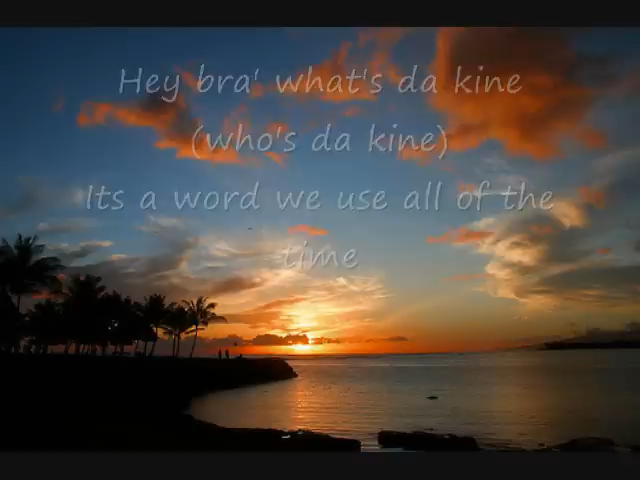 Hey bra' what's da kine
(who's da kine)
Its a word we use all of the
time